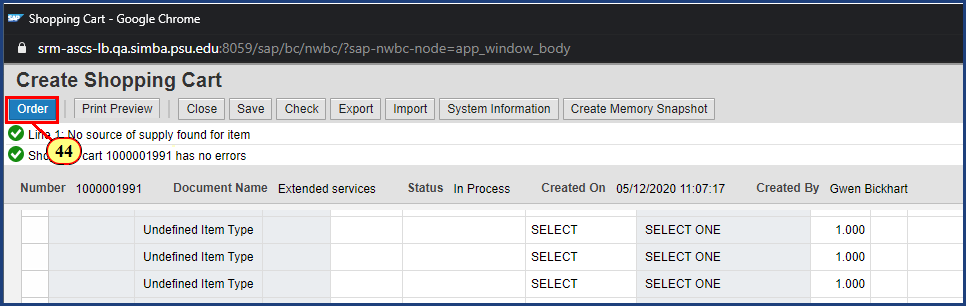 SAP Shopping Cart - Google Chrome
srm-ascs-lb.qa.simba.psu.edu:8059/sap/bc/nwbc/?sap-nwbc-node=app_window_body
Create Shopping Cart
Order Print Preview Close Save Check Export Import System Information Create Memory Snapshot
Line 1: No source of supply found for item
44
cart 1000001991 has no errors
Number 1000001991 Document Name Extended services Status In Process Created On 05/12/2020 11:07:17 Created By Gwen Bickhart
Undefined Item Type SELECT SELECT ONE 1.000
Undefined Item Type SELECT SELECT ONE 1.000
Undefined Item Type SELECT SELECT ONE 1.000